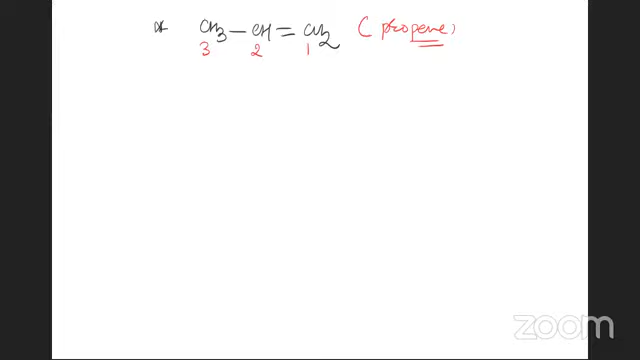 * CH3 — CH = CH2 (propene)
3 2 1
zoom